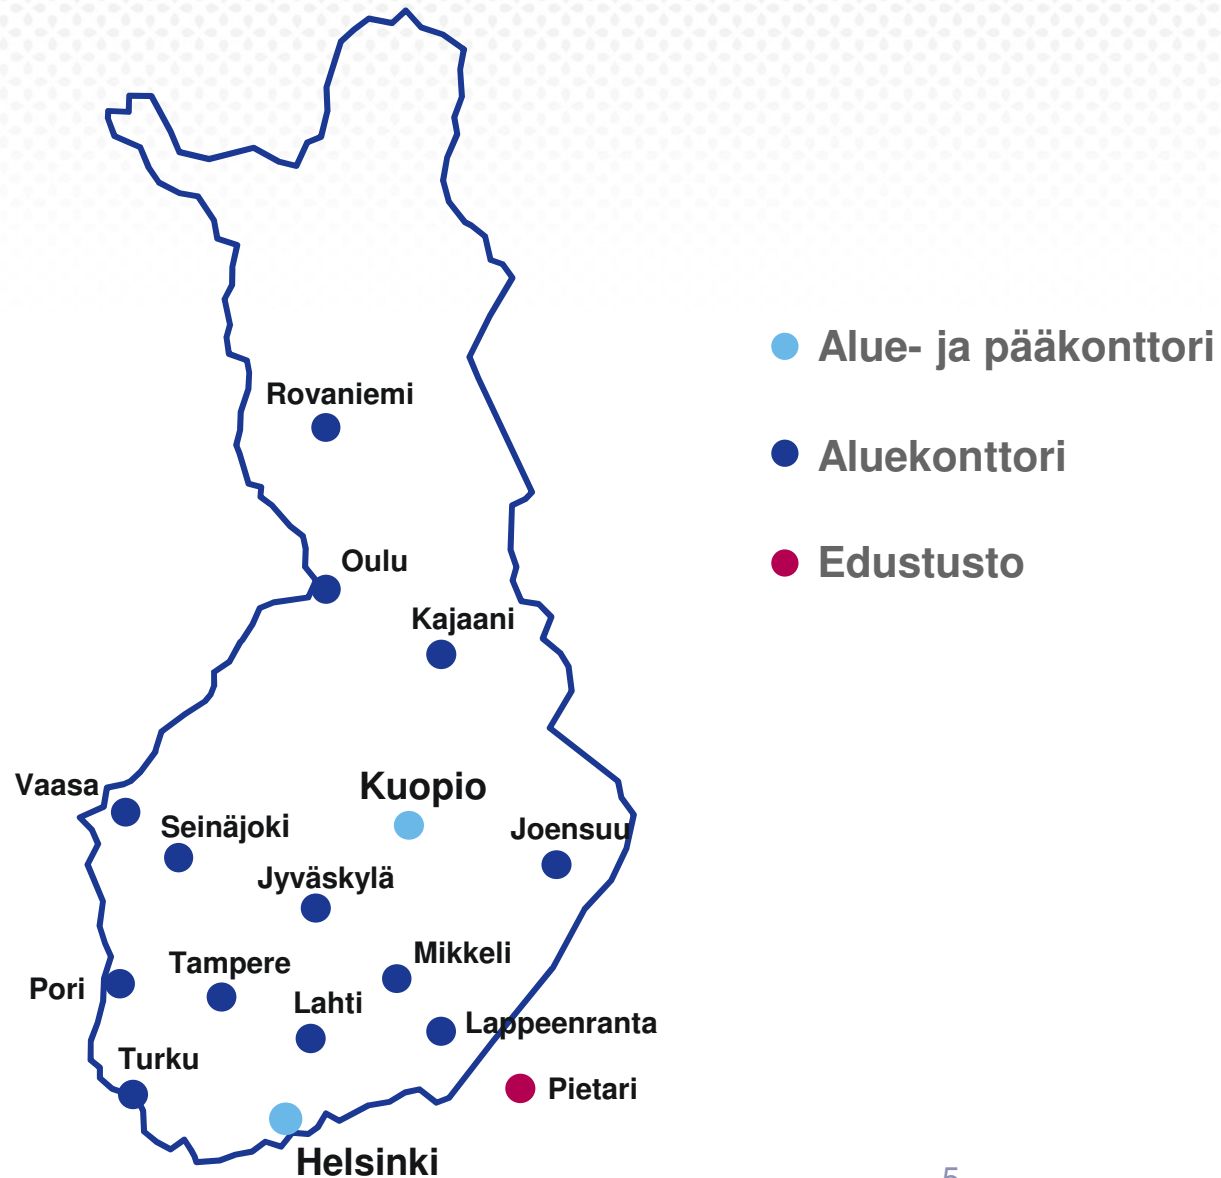 Alue- ja pääkonttori
Rovaniemi
Aluekonttori
Oulu
Edustusto
Kajaani
Vaasa
Kuopio
Seinäjoki
Joensuu
Jyväskylä
Mikkeli
Tampere
Pori
Lahti
Lappeenranta
Turku
Pietari
Helsinki
5